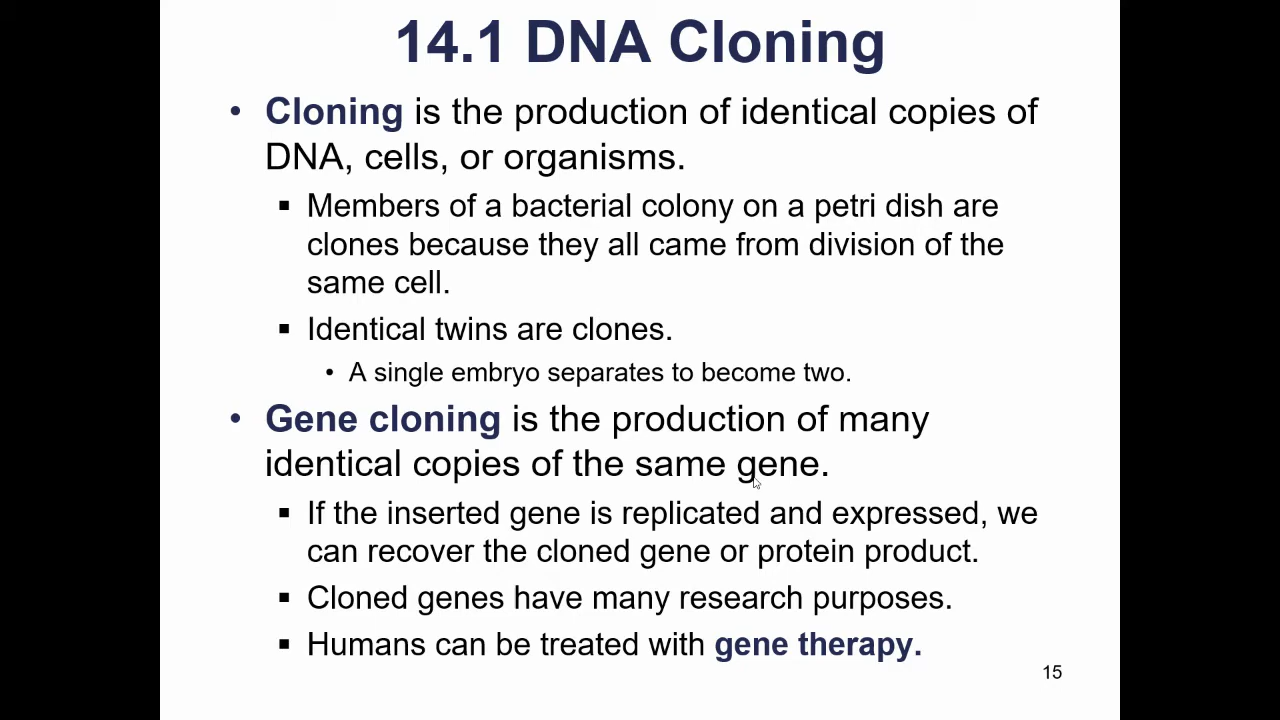 14.1 DNA Cloning
• Cloning is the production of identical copies of
DNA, cells, or organisms.
▪ Members of a bacterial colony on a petri dish are
clones because they all came from division of the
same cell.
▪ Identical twins are clones.
• A single embryo separates to become two.
• Gene cloning is the production of many
identical copies of the same gene.
▪ If the inserted gene is replicated and expressed, we
can recover the cloned gene or protein product.
▪ Cloned genes have many research purposes.
▪ Humans can be treated with gene therapy.
15